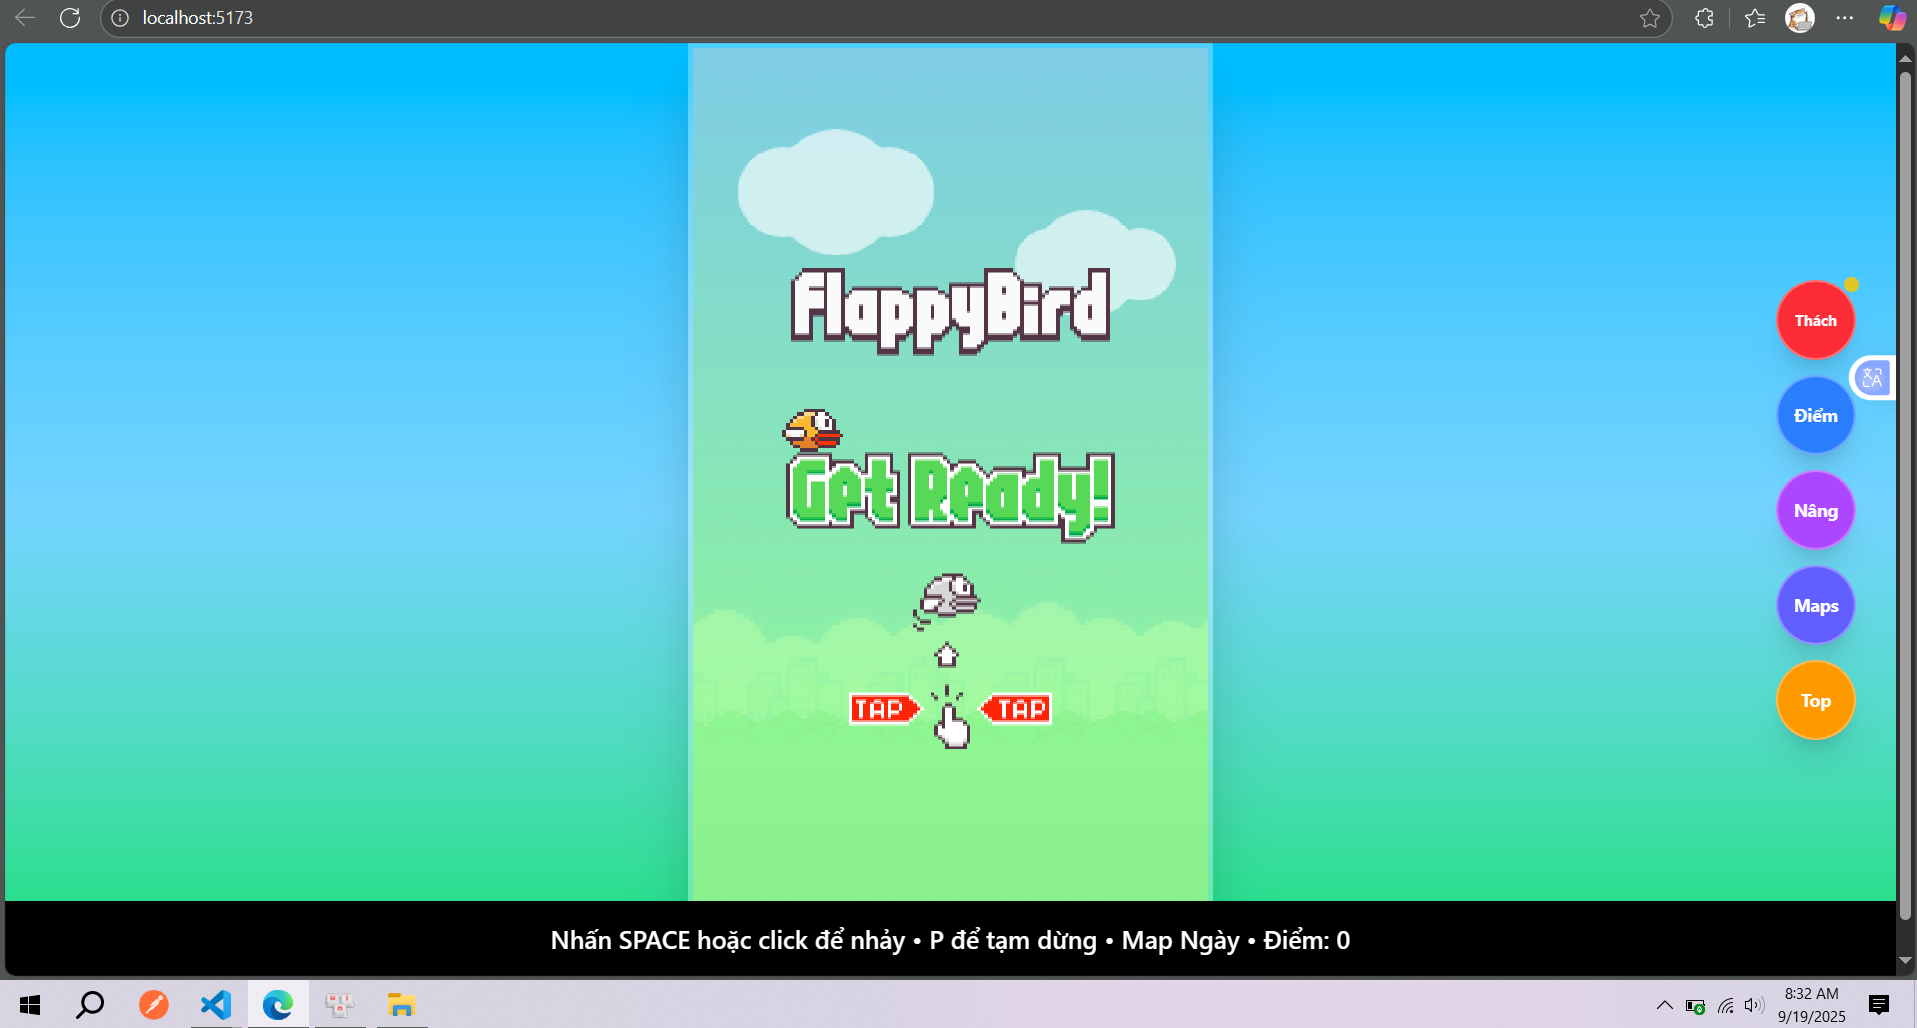 localhost:5173
FlappyBird
Get Ready!
TAP TAP
Thách
Điểm
Nâng
Maps
Top
Nhấn SPACE hoặc click để nhảy • P để tạm dừng • Map Ngày • Điểm: 0
8:32 AM
9/19/2025